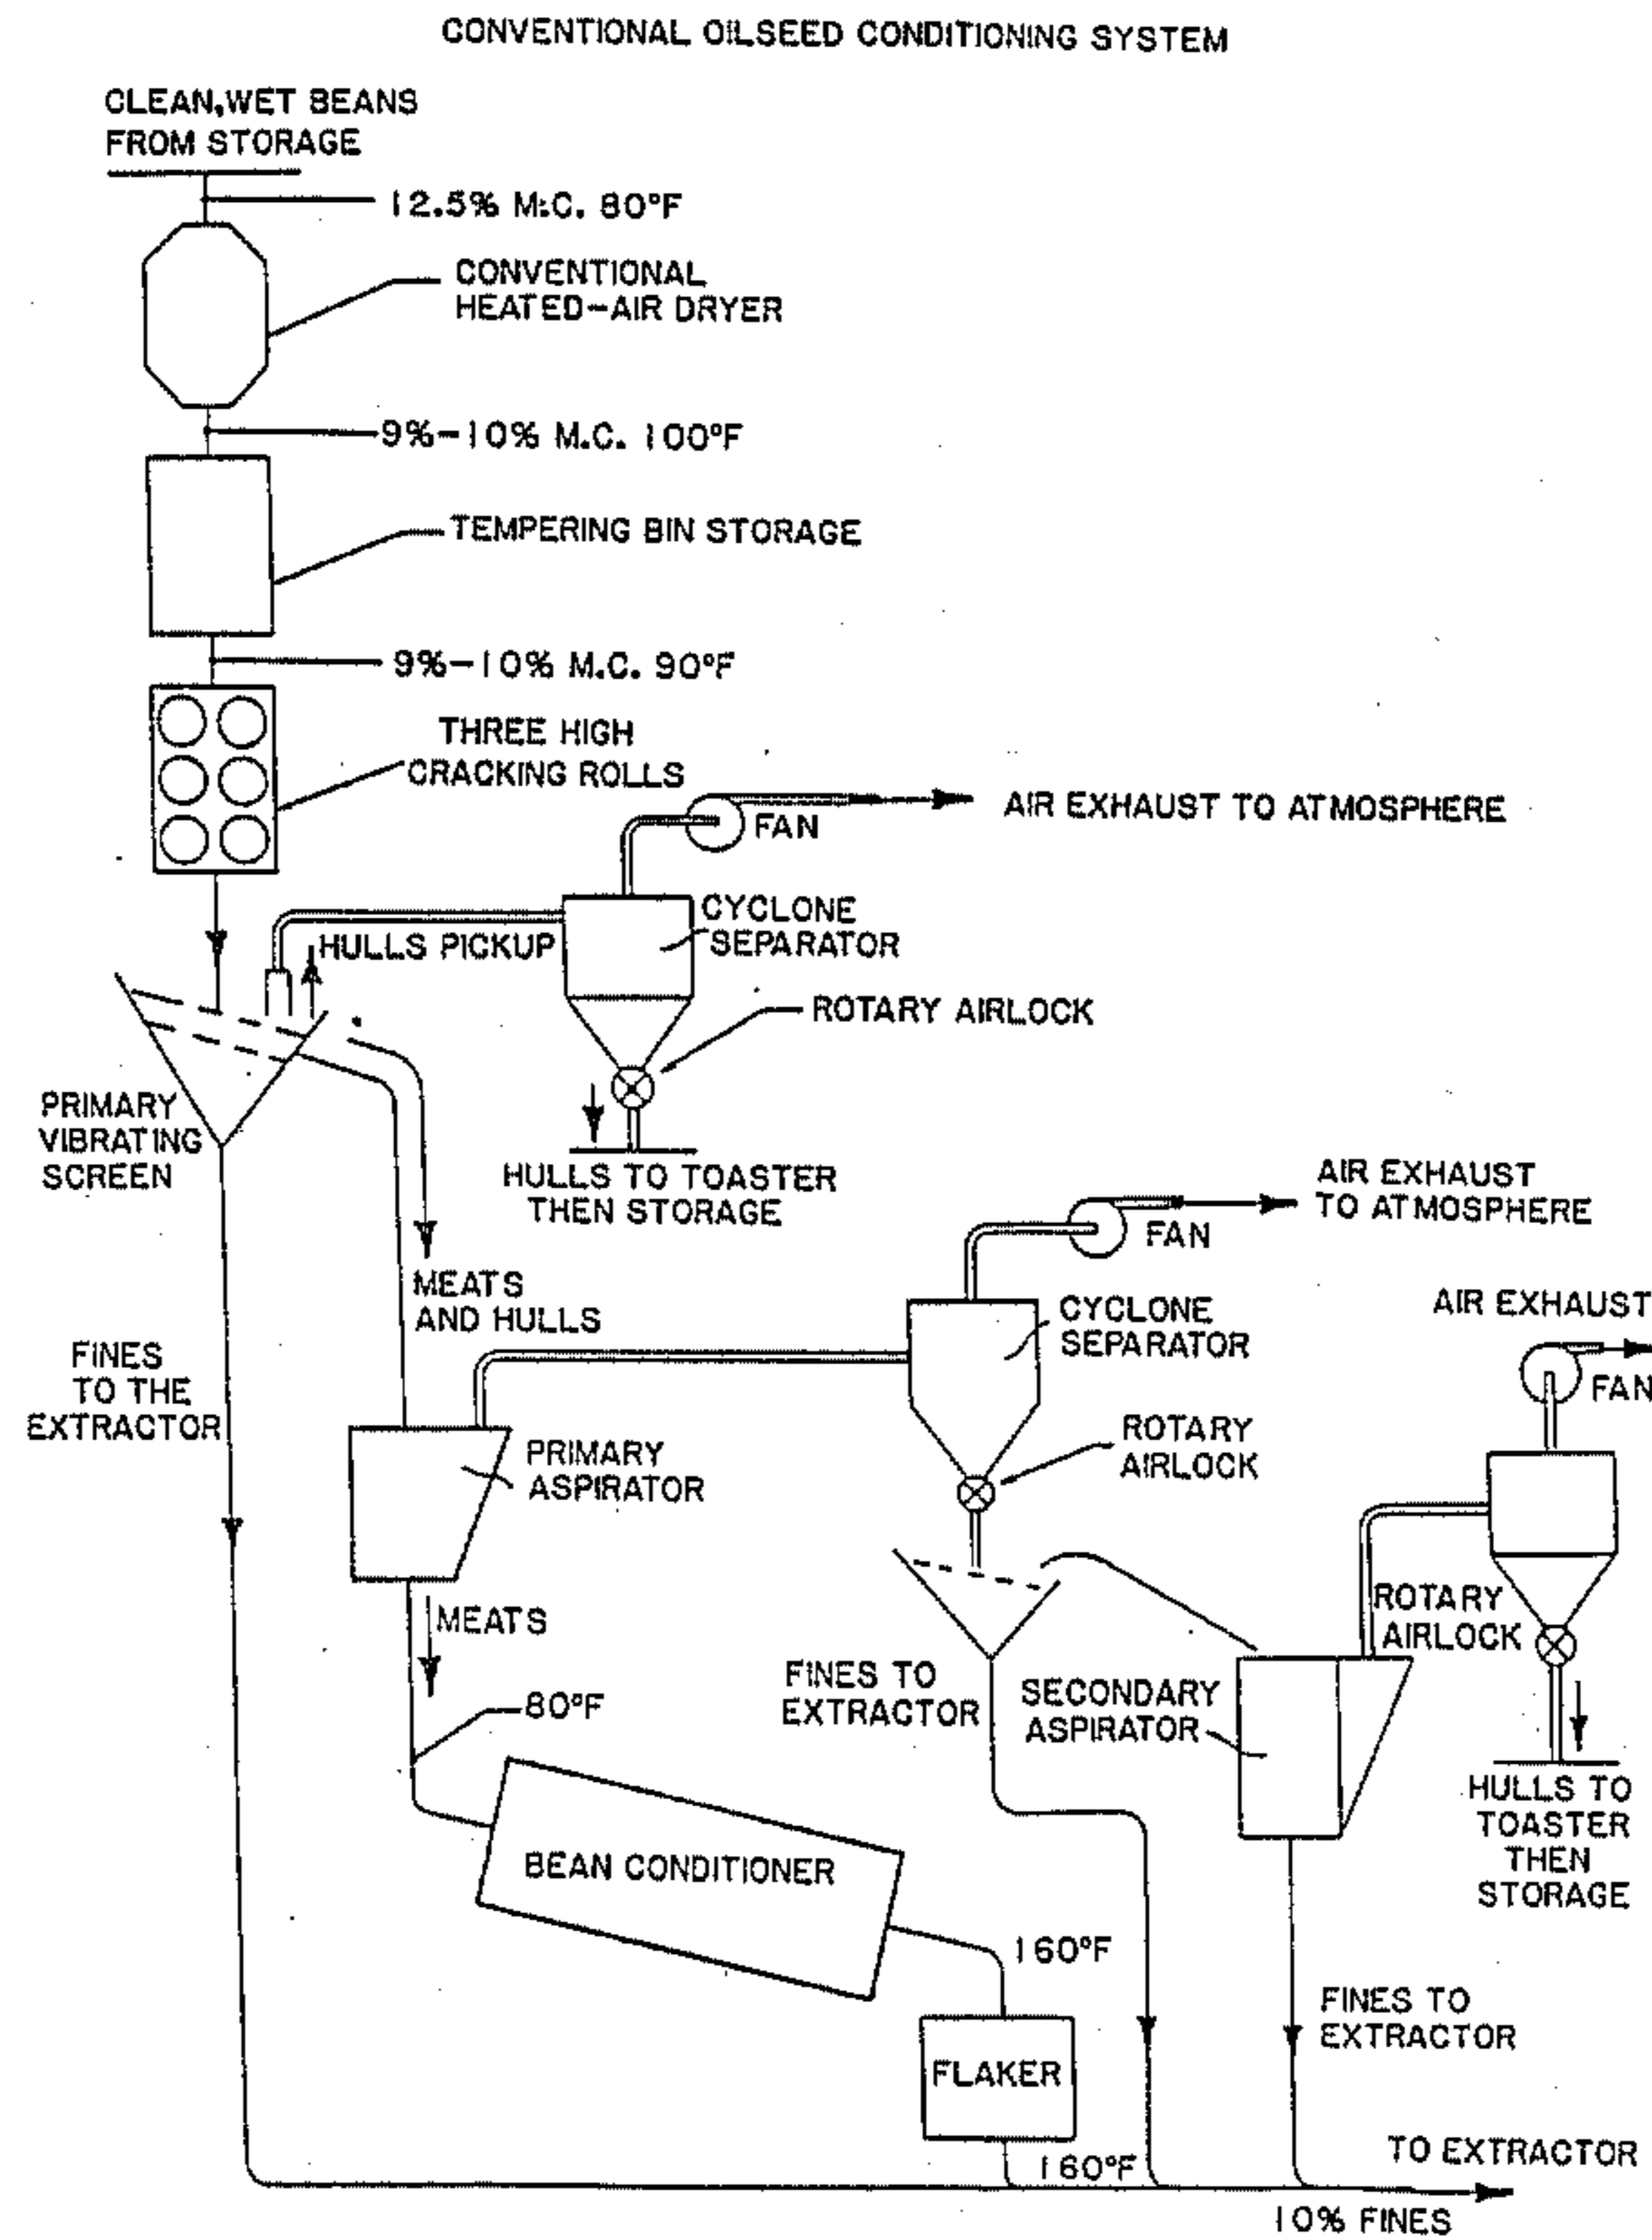 CONVENTIONAL OILSEED CONDITIONING SYSTEM
CLEAN,WET BEANS
FROM STORAGE
12.5% M.C. 80°F
CONVENTIONAL
HEATED-AIR DRYER
9%-10% M.C. 100°F
TEMPERING BIN STORAGE
9%-10% M.C. 90°F
THREE HIGH
CRACKING ROLLS
FAN
AIR EXHAUST TO ATMOSPHERE
CYCLONE
SEPARATOR
HULLS PICKUP
ROTARY AIRLOCK
PRIMARY
VIBRATING
SCREEN
HULLS TO TOASTER
THEN STORAGE
AIR EXHAUST
TO ATMOSPHERE
FAN
MEATS
AND HULLS
CYCLONE
SEPARATOR
AIR EXHAUST
FAN
FINES
TO THE
EXTRACTOR
PRIMARY
ASPIRATOR
ROTARY
AIRLOCK
ROTARY
AIRLOCK
MEATS
80°F
FINES TO
EXTRACTOR
SECONDARY
ASPIRATOR
HULLS TO
TOASTER
THEN
STORAGE
BEAN CONDITIONER
160°F
FLAKER
FINES TO
EXTRACTOR
160°F
TO EXTRACTOR
10% FINES